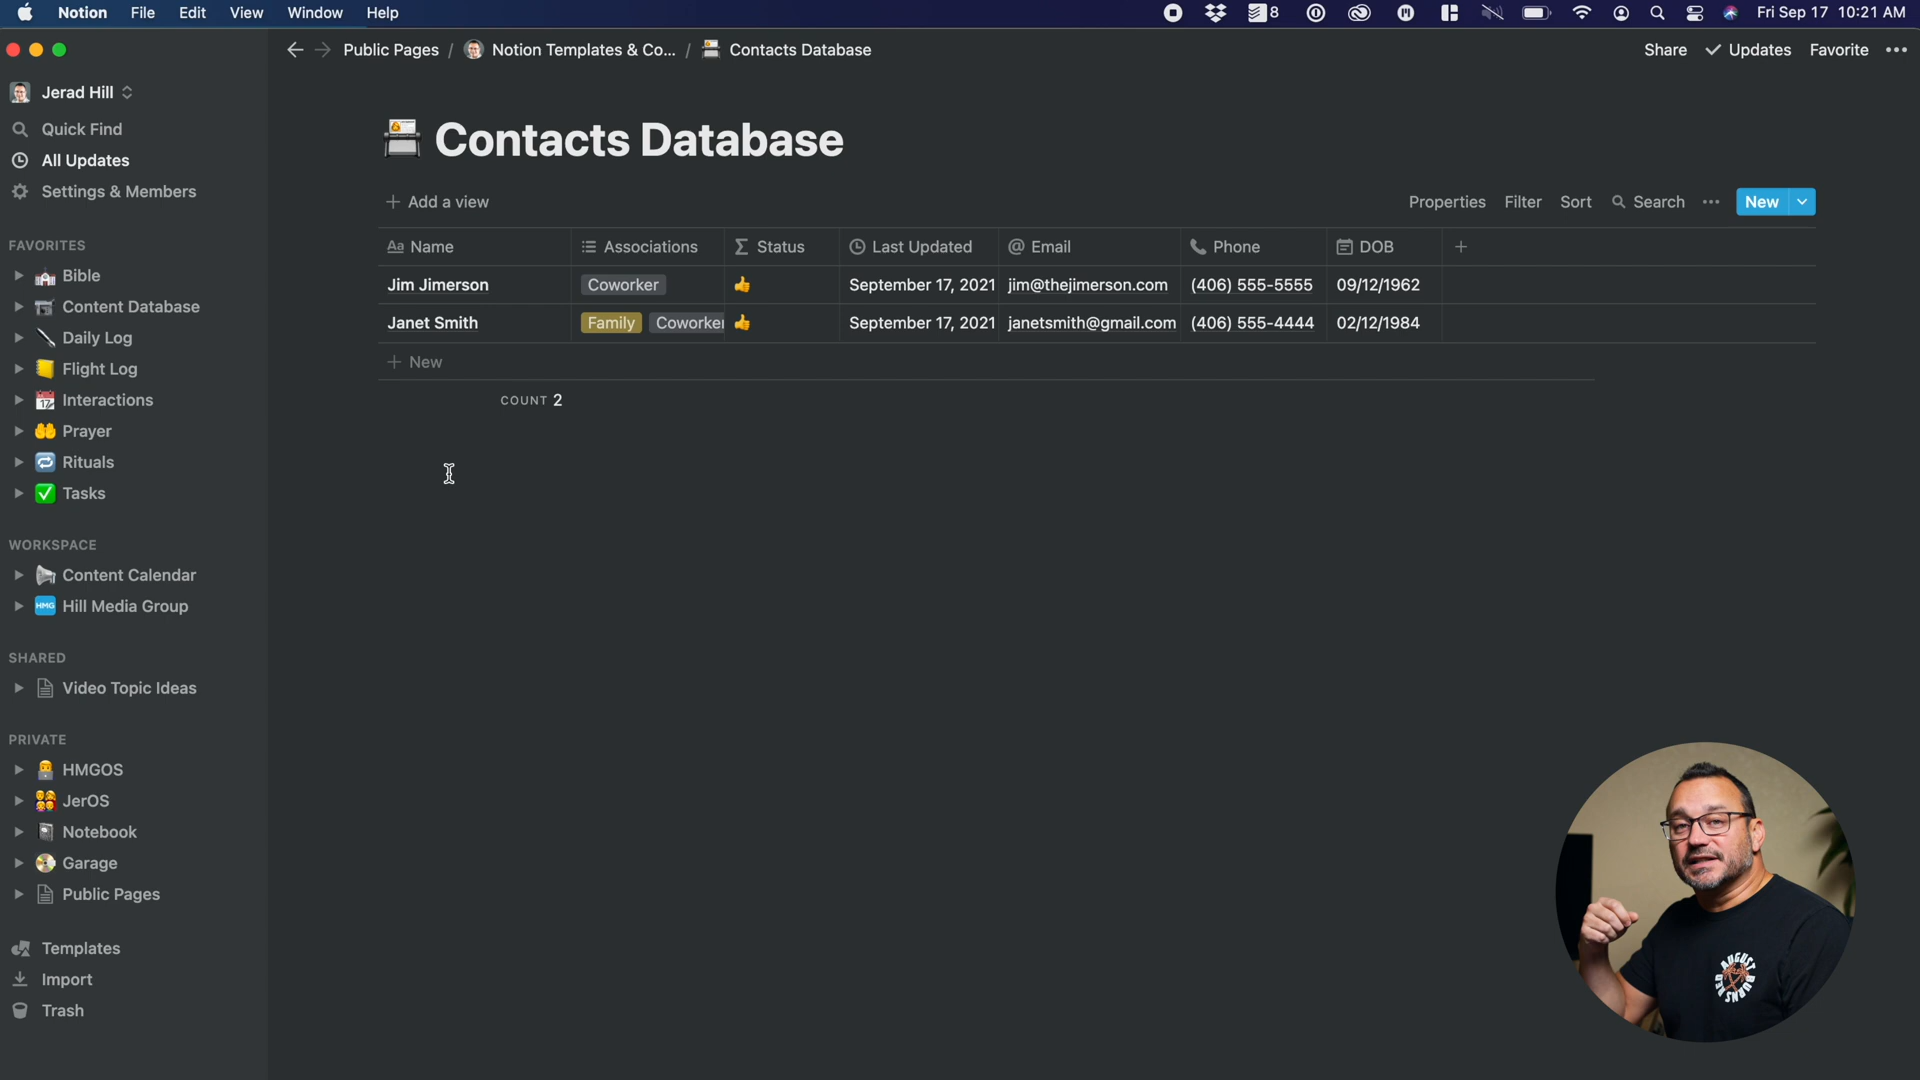 Notion File Edit View Window Help 8 Fri Sep 17 10:21 AM
Public Pages / Notion Templates & Co... / Contacts Database Share Updates Favorite
Jerad Hill
Quick Find
All Updates
Settings & Members
FAVORITES
Bible
Content Database
Daily Log
Flight Log
Interactions
Prayer
Rituals
Tasks
WORKSPACE
Content Calendar
HMG Hill Media Group
SHARED
Video Topic Ideas
PRIVATE
HMGOS
JerOS
Notebook
Garage
Public Pages
Templates
Import
Trash
Contacts Database
Add a view Properties Filter Sort Search New
Aa Name Associations Status Last Updated @ Email Phone DOB
Jim Jimerson Coworker September 17, 2021 jim@thejimerson.com (406) 555-5555 09/12/1962
Janet Smith Family Coworker September 17, 2021 janetsmith@gmail.com (406) 555-4444 02/12/1984
New
COUNT 2
AUGUST
BURNS RED